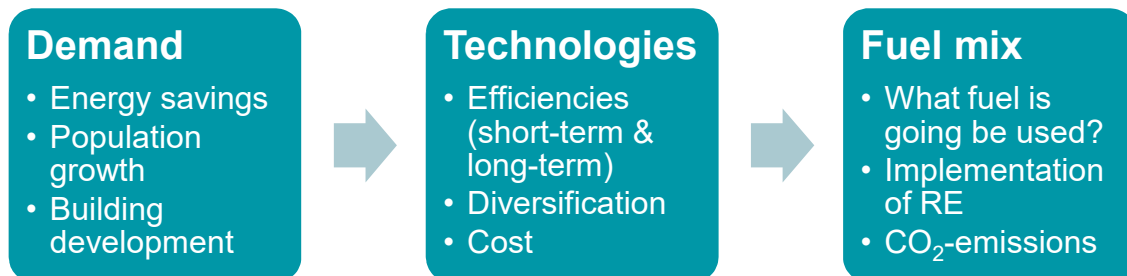 Demand
• Energy savings
• Population
growth
• Building
development
Technologies
• Efficiencies
(short-term &
long-term)
• Diversification
• Cost
Fuel mix
• What fuel is
going be used?
• Implementation
of RE
• CO₂-emissions